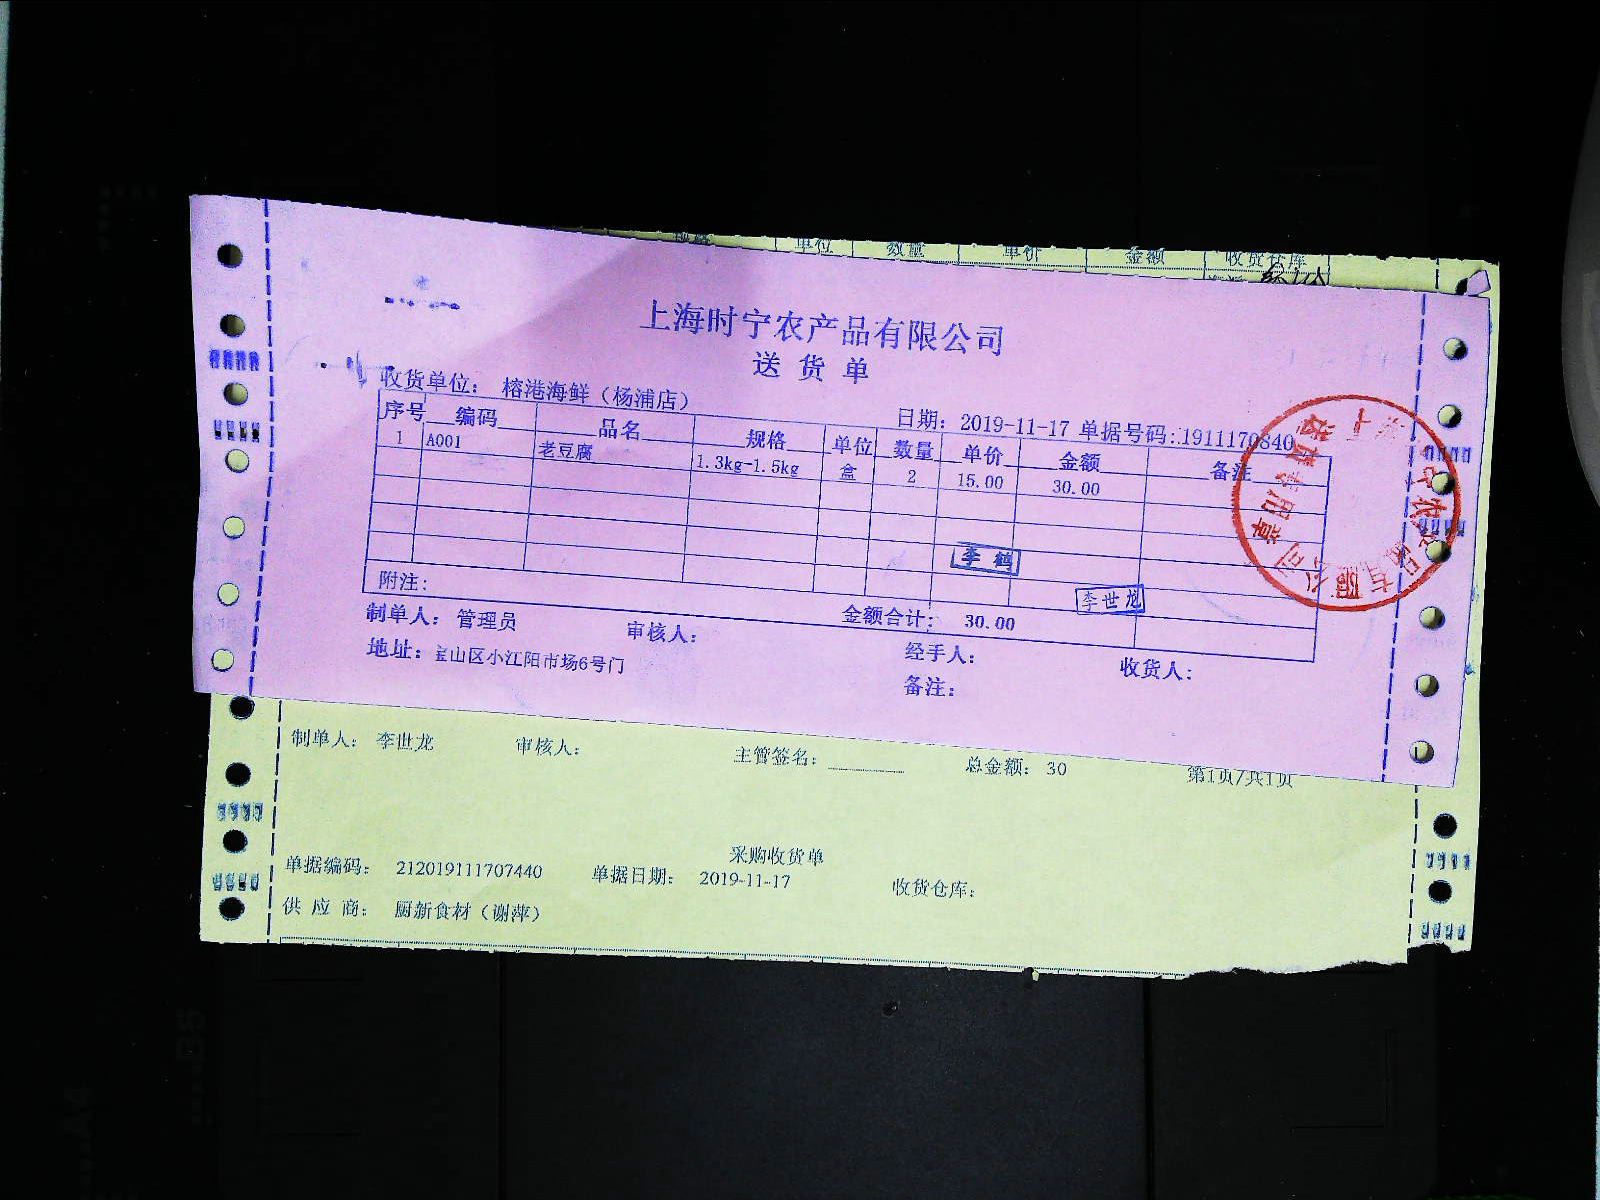 单位 数量 单价 金额 收货仓库
上海时宁农产品有限公司
送货单
收货单位： 榕港海鲜（杨浦店）
日期：2019-11-17 单据号码：1911170840
序号 编码 品名 规格 单位 数量 单价 金额 备注
1 A001 老豆腐 1.3kg-1.5kg 盒 2 15.00 30.00
李鹤
李世龙
附注：
金额合计： 30.00
制单人： 管理员 审核人： 经手人： 收货人：
地址：宝山区小江阳市场6号门 备注：
制单人： 李世龙 审核人： 主管签名： 总金额：30 第1页/共1页
采购收货单
单据编码： 212019111707440 单据日期： 2019-11-17 收货仓库：
供 应 商： 厨新食材（谢萍）